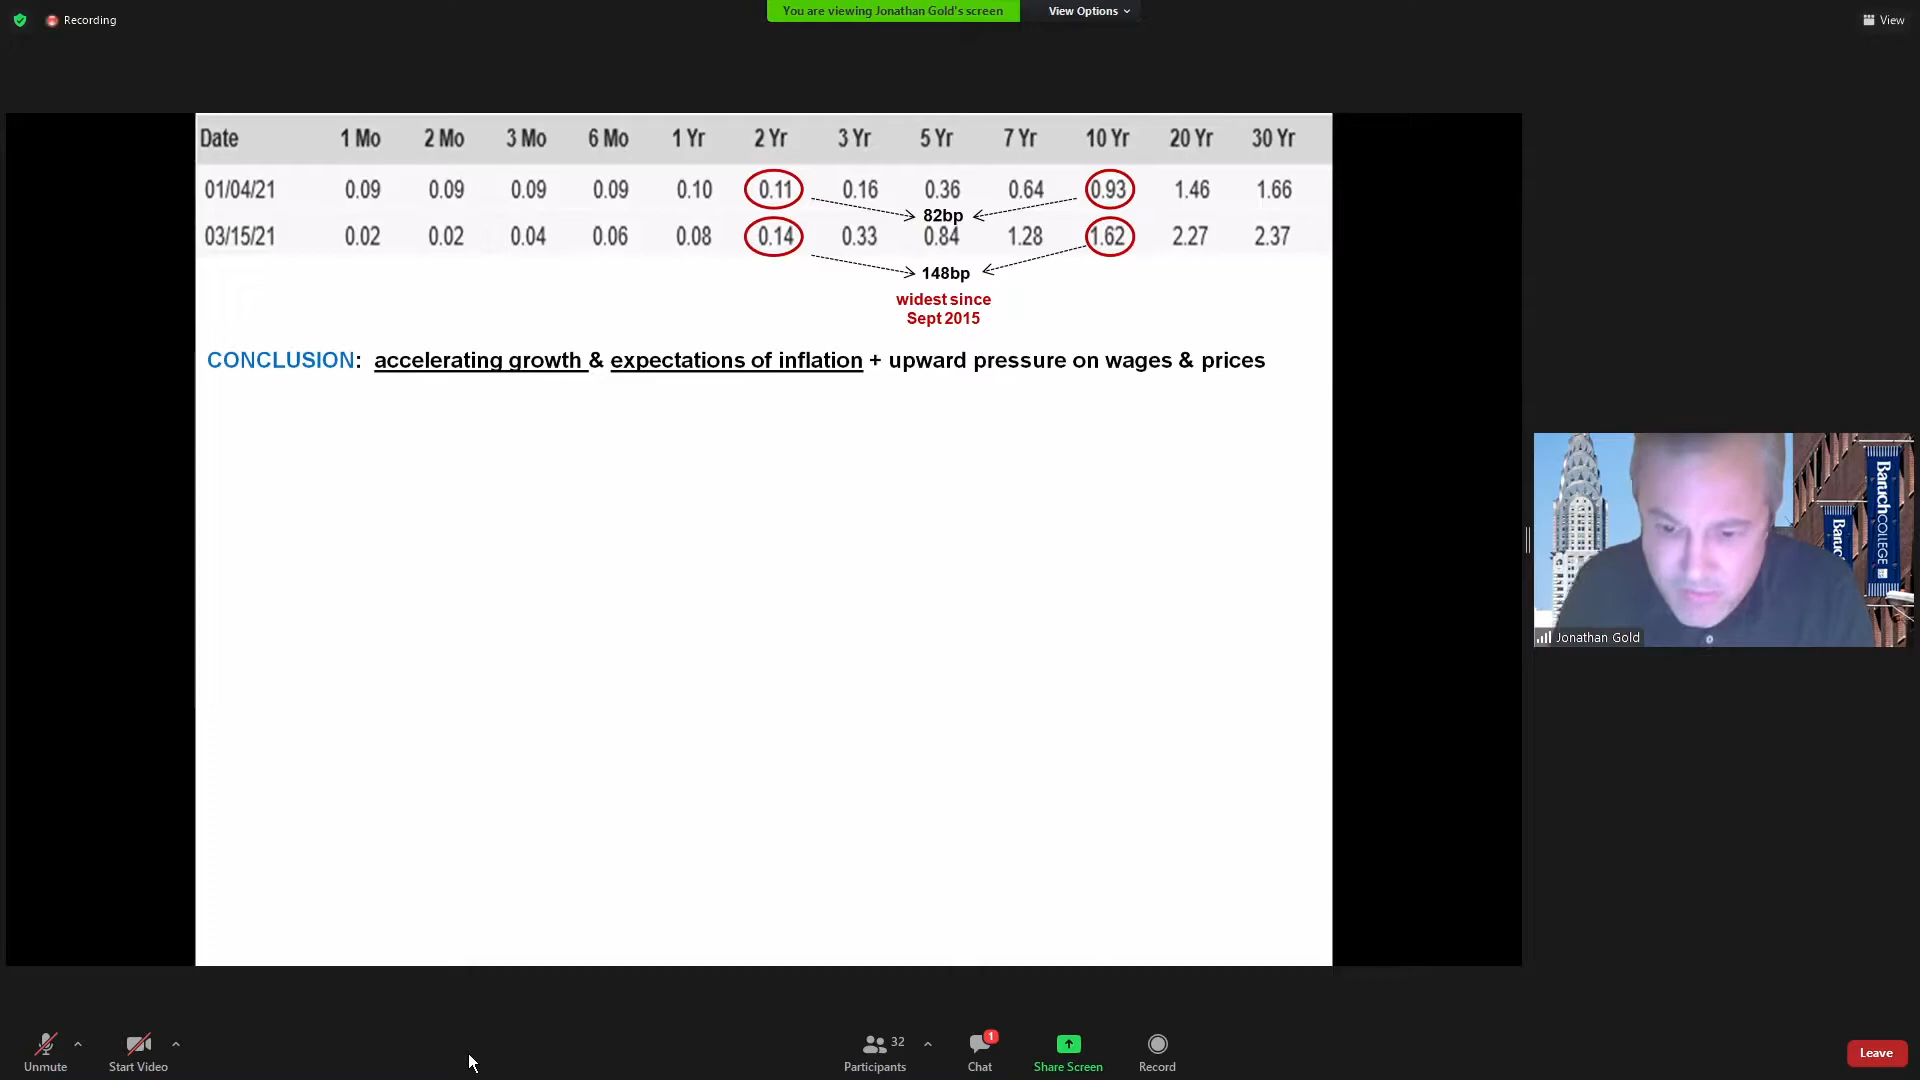 Recording
You are viewing Jonathan Gold's screen
View Options
View
Date 1 Mo 2 Mo 3 Mo 6 Mo 1 Yr 2 Yr 3 Yr 5 Yr 7 Yr 10 Yr 20 Yr 30 Yr
01/04/21 0.09 0.09 0.09 0.09 0.10 0.11 0.16 0.36 0.64 0.93 1.46 1.66
82bp
03/15/21 0.02 0.02 0.04 0.06 0.08 0.14 0.33 0.84 1.28 1.62 2.27 2.37
148bp
widest since
Sept 2015
CONCLUSION: accelerating growth & expectations of inflation + upward pressure on wages & prices
Baruch COLLEGE
Baruc
Jonathan Gold
Unmute
Start Video
32
Participants
1
Chat
Share Screen
Record
Leave